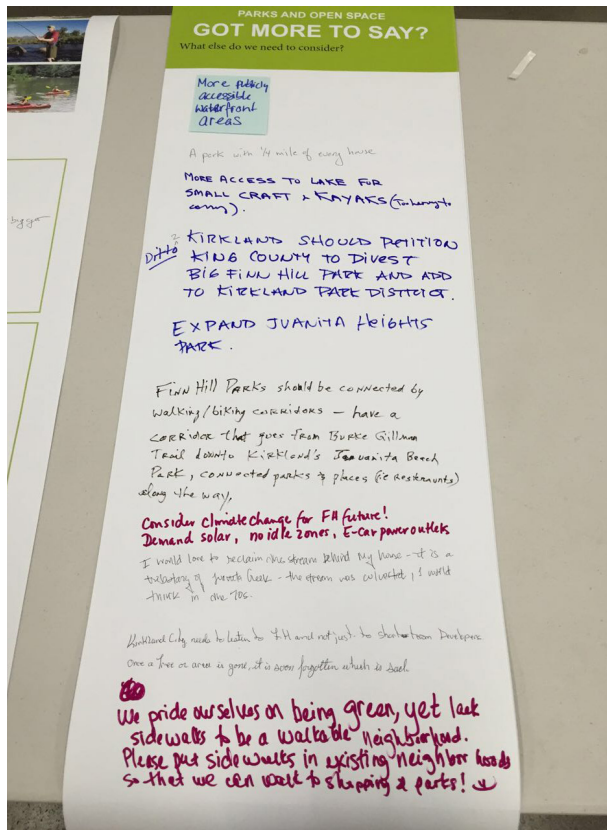 PARKS AND OPEN SPACE
GOT MORE TO SAY?
What else do we need to consider?
More publicly
accessible
waterfront
areas
A park with 1/4 mile of every house
MORE ACCESS TO LAKE FOR
SMALL CRAFT & KAYAKS (Too heavy to
carry).
Ditto
KIRKLAND SHOULD PETITION
KING COUNTY TO DIVEST
BIG FINN HILL PARK AND ADD
TO KIRKLAND PARK DISTRICT.
EXPAND JUANITA HEIGHTS
PARK.
FINN Hill PARKS should be connected by
walking/biking corridors – have a
corridor that goes from BURKE Gillman
Trail down to Kirkland's Juanita Beach
Park, connected parks & places (ie Restraunts)
along the way.
Consider climate change for FH future!
Demand solar, no idle zones, E-car power outlets
I would love to reclaim the stream behind my home - it is a
tributary of Creek - the stream was culverted, I would
think in the 70s.
Kirkland City needs to listen to FH and not just to
Once a tree or area is gone, it is soon forgotten which is sad.
We pride ourselves on being green, yet lack
sidewalks to be a walkable neighborhood.
Please put sidewalks in existing neighborhoods
so that we can walk to shopping & parks!